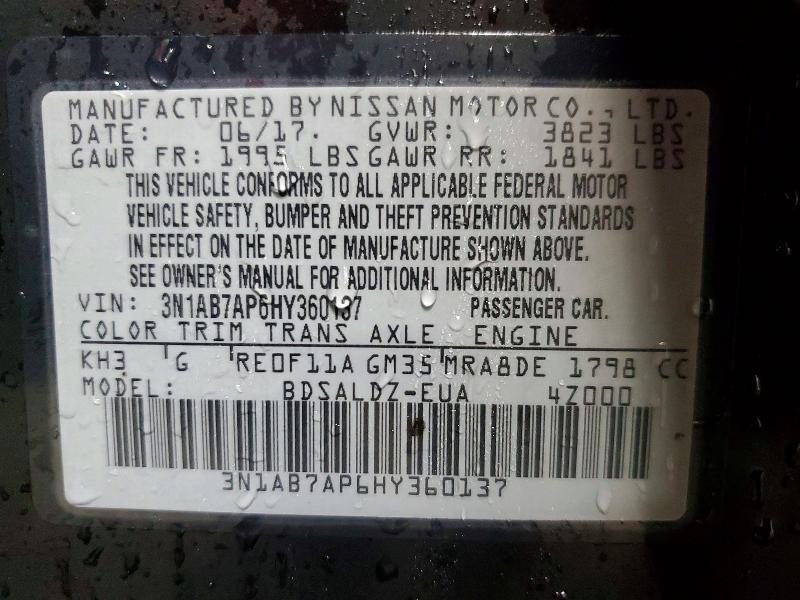 MANUFACTURED BY NISSAN MOTOR CO., LTD.
DATE: 06/17. GVWR: 3823 LBS
GAWR FR: 1995 LBS GAWR RR: 1841 LBS
THIS VEHICLE CONFORMS TO ALL APPLICABLE FEDERAL MOTOR
VEHICLE SAFETY, BUMPER AND THEFT PREVENTION STANDARDS
IN EFFECT ON THE DATE OF MANUFACTURE SHOWN ABOVE.
SEE OWNER'S MANUAL FOR ADDITIONAL INFORMATION.
VIN: 3N1AB7AP6HY360137 PASSENGER CAR.
COLOR TRIM TRANS AXLE ENGINE
KH3 G RE0F11A GM35 MRA8DE 1798 CC
MODEL: BDSALDZ-EUA 4Z000
3N1AB7AP6HY360137